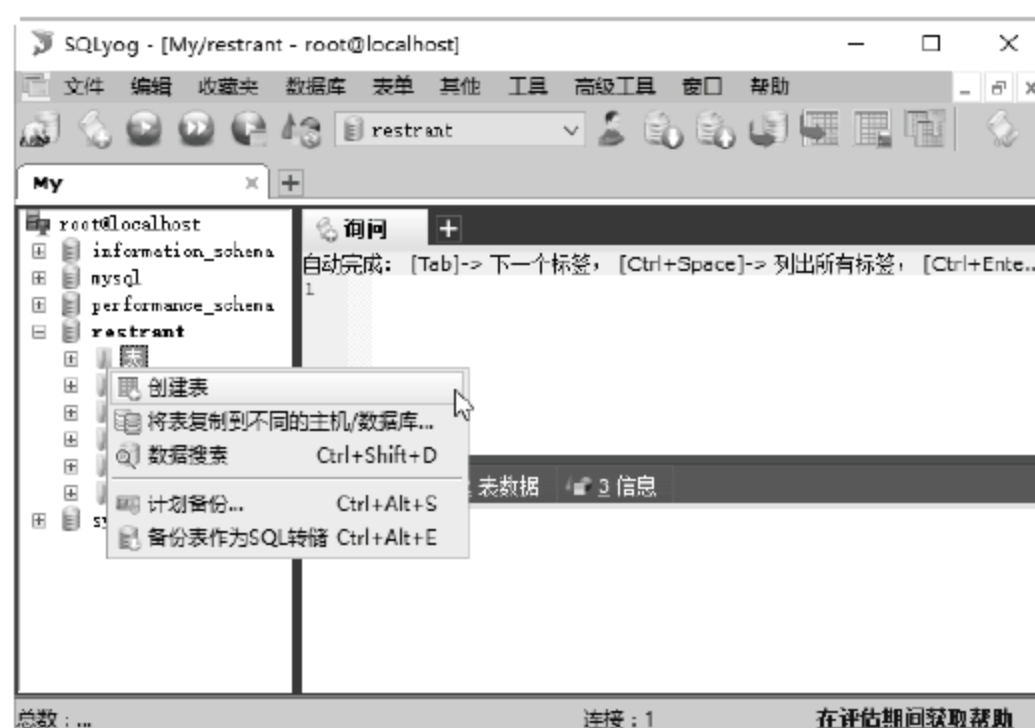 SQLyog - [My/restrant - root@localhost]
文件 编辑 收藏夹 数据库 表单 其他 工具 高级工具 窗口 帮助
restrant
My
root@localhost
information_schema
mysql
performance_schema
restrant
表
创建表
将表复制到不同的主机/数据库...
数据搜索 Ctrl+Shift+D
计划备份... Ctrl+Alt+S
备份表作为SQL转储 Ctrl+Alt+E
sy
询问
自动完成: [Tab]-> 下一个标签, [Ctrl+Space]-> 列出所有标签, [Ctrl+Ente...
1
表数据 3 信息
总数：... 连接：1 在评估期间获取帮助